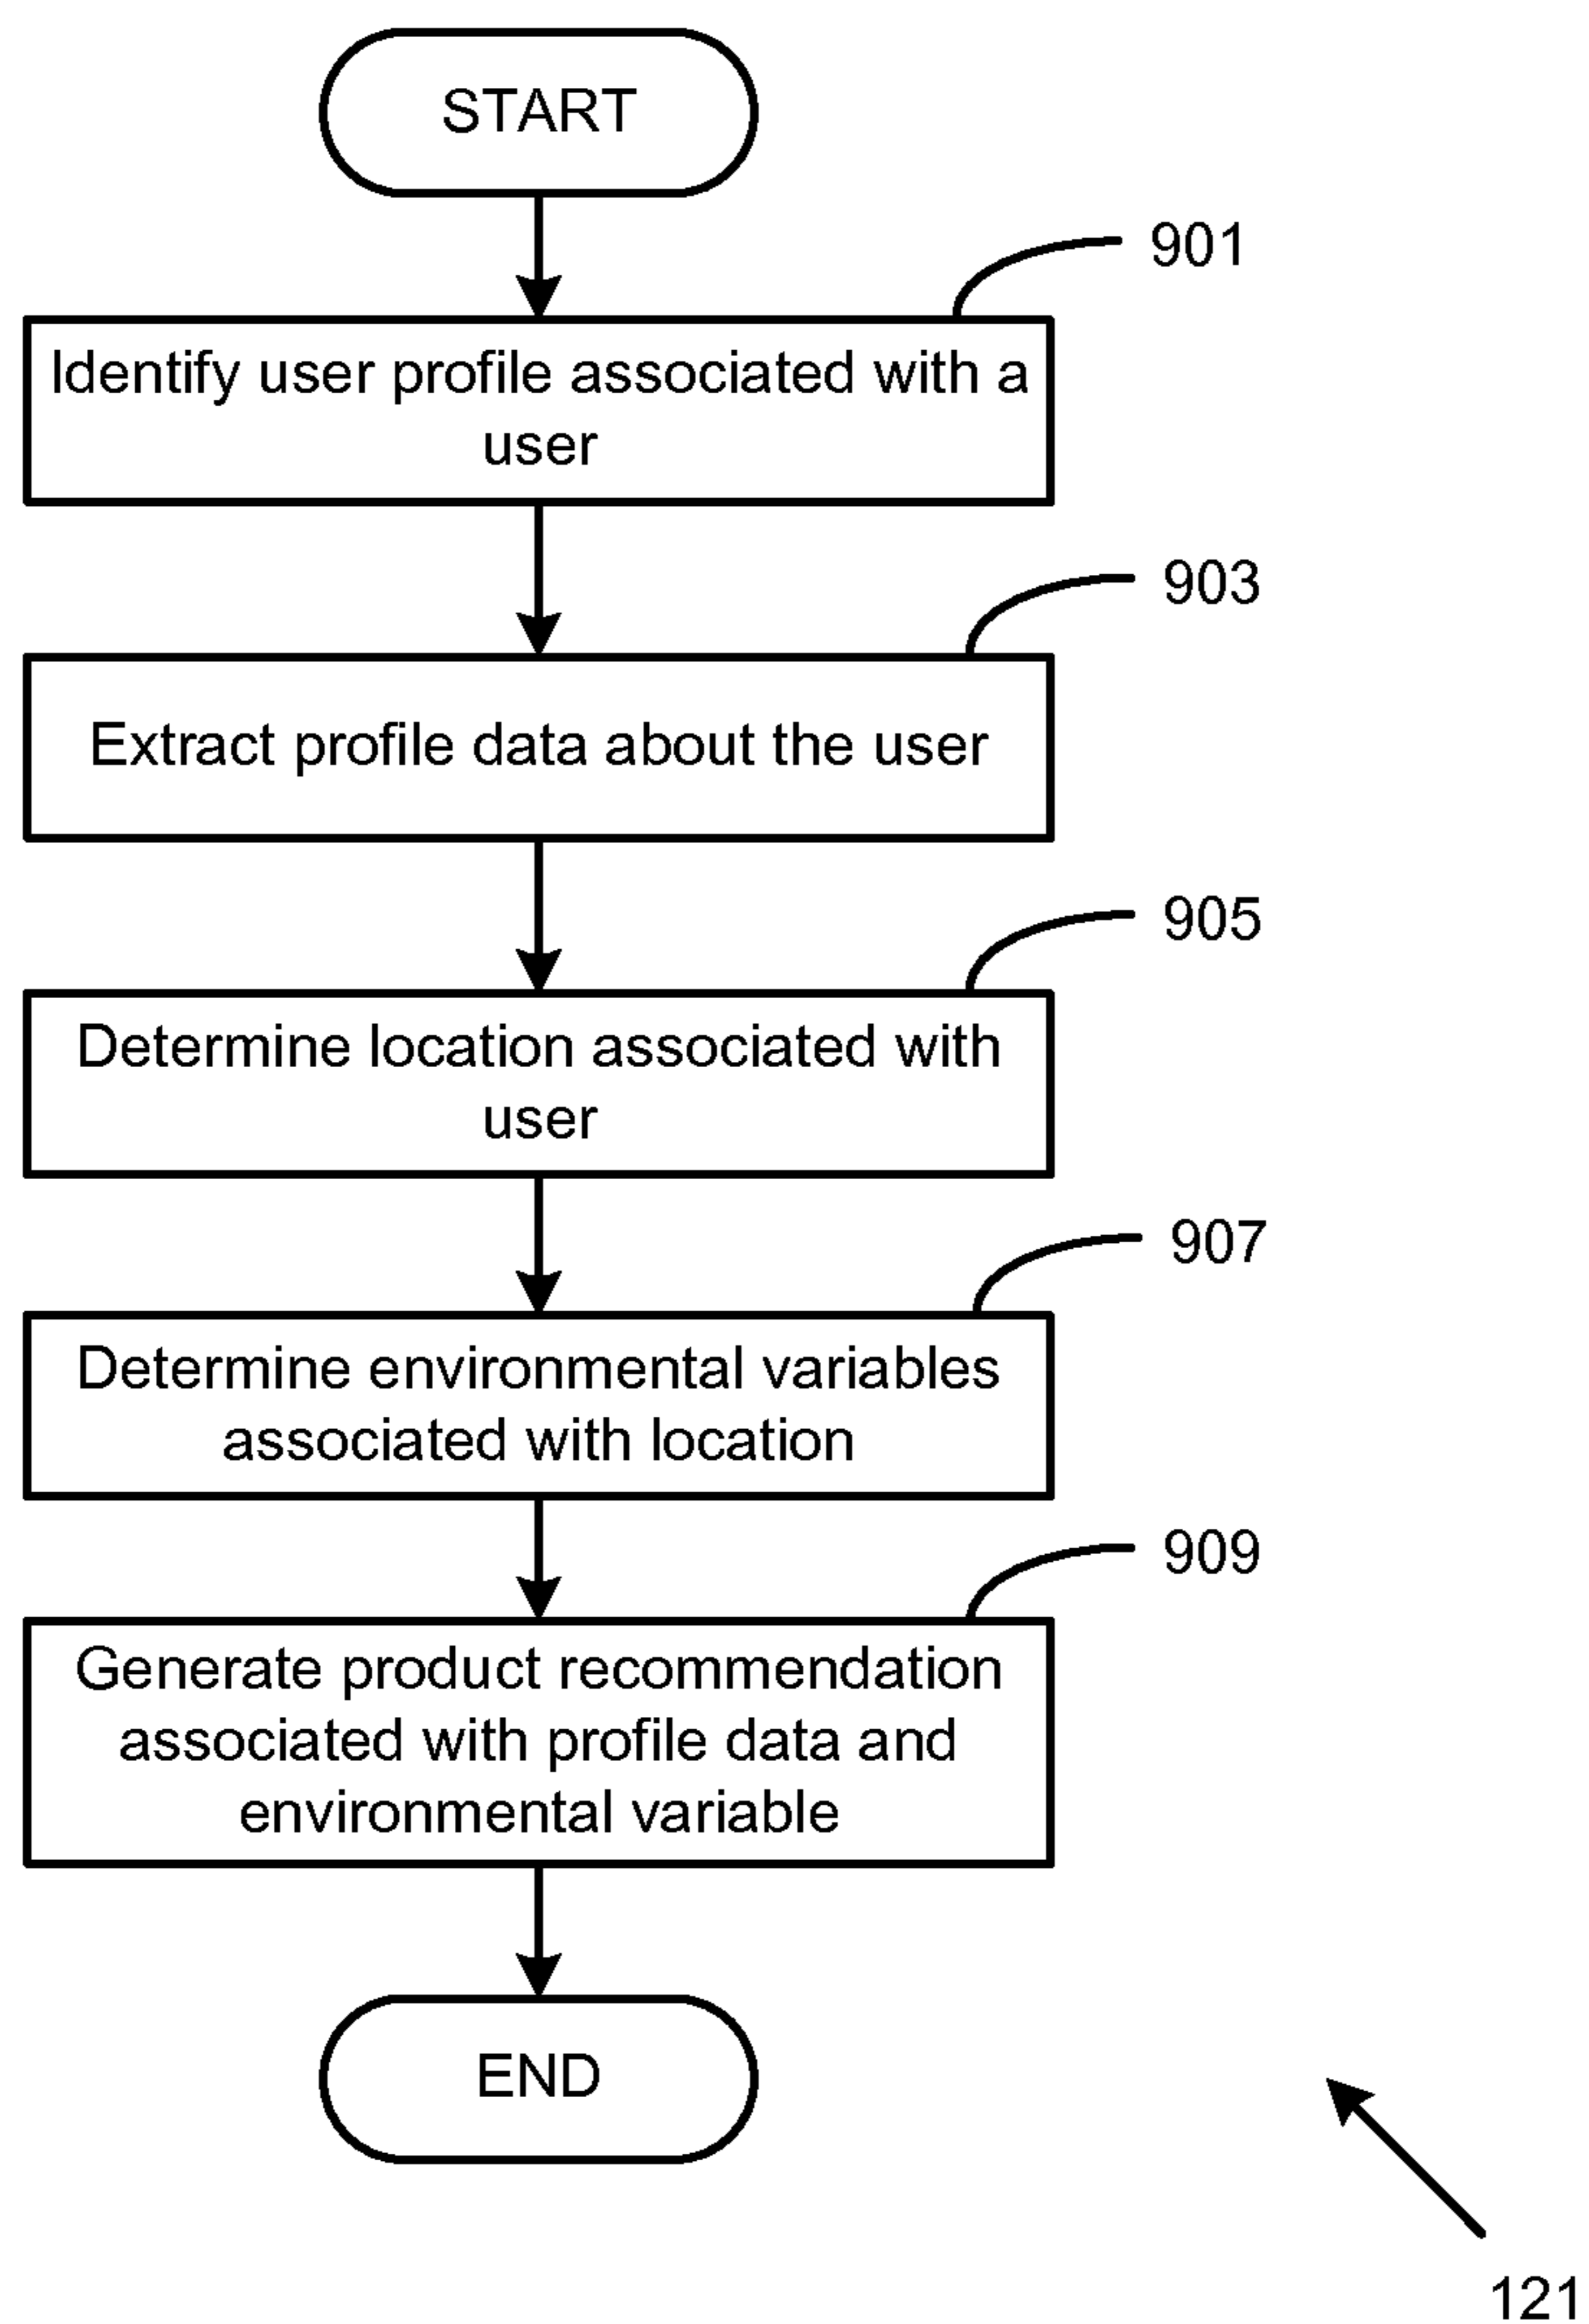 START
901
Identify user profile associated with a
user
903
Extract profile data about the user
905
Determine location associated with
user
907
Determine environmental variables
associated with location
909
Generate product recommendation
associated with profile data and
environmental variable
END
121